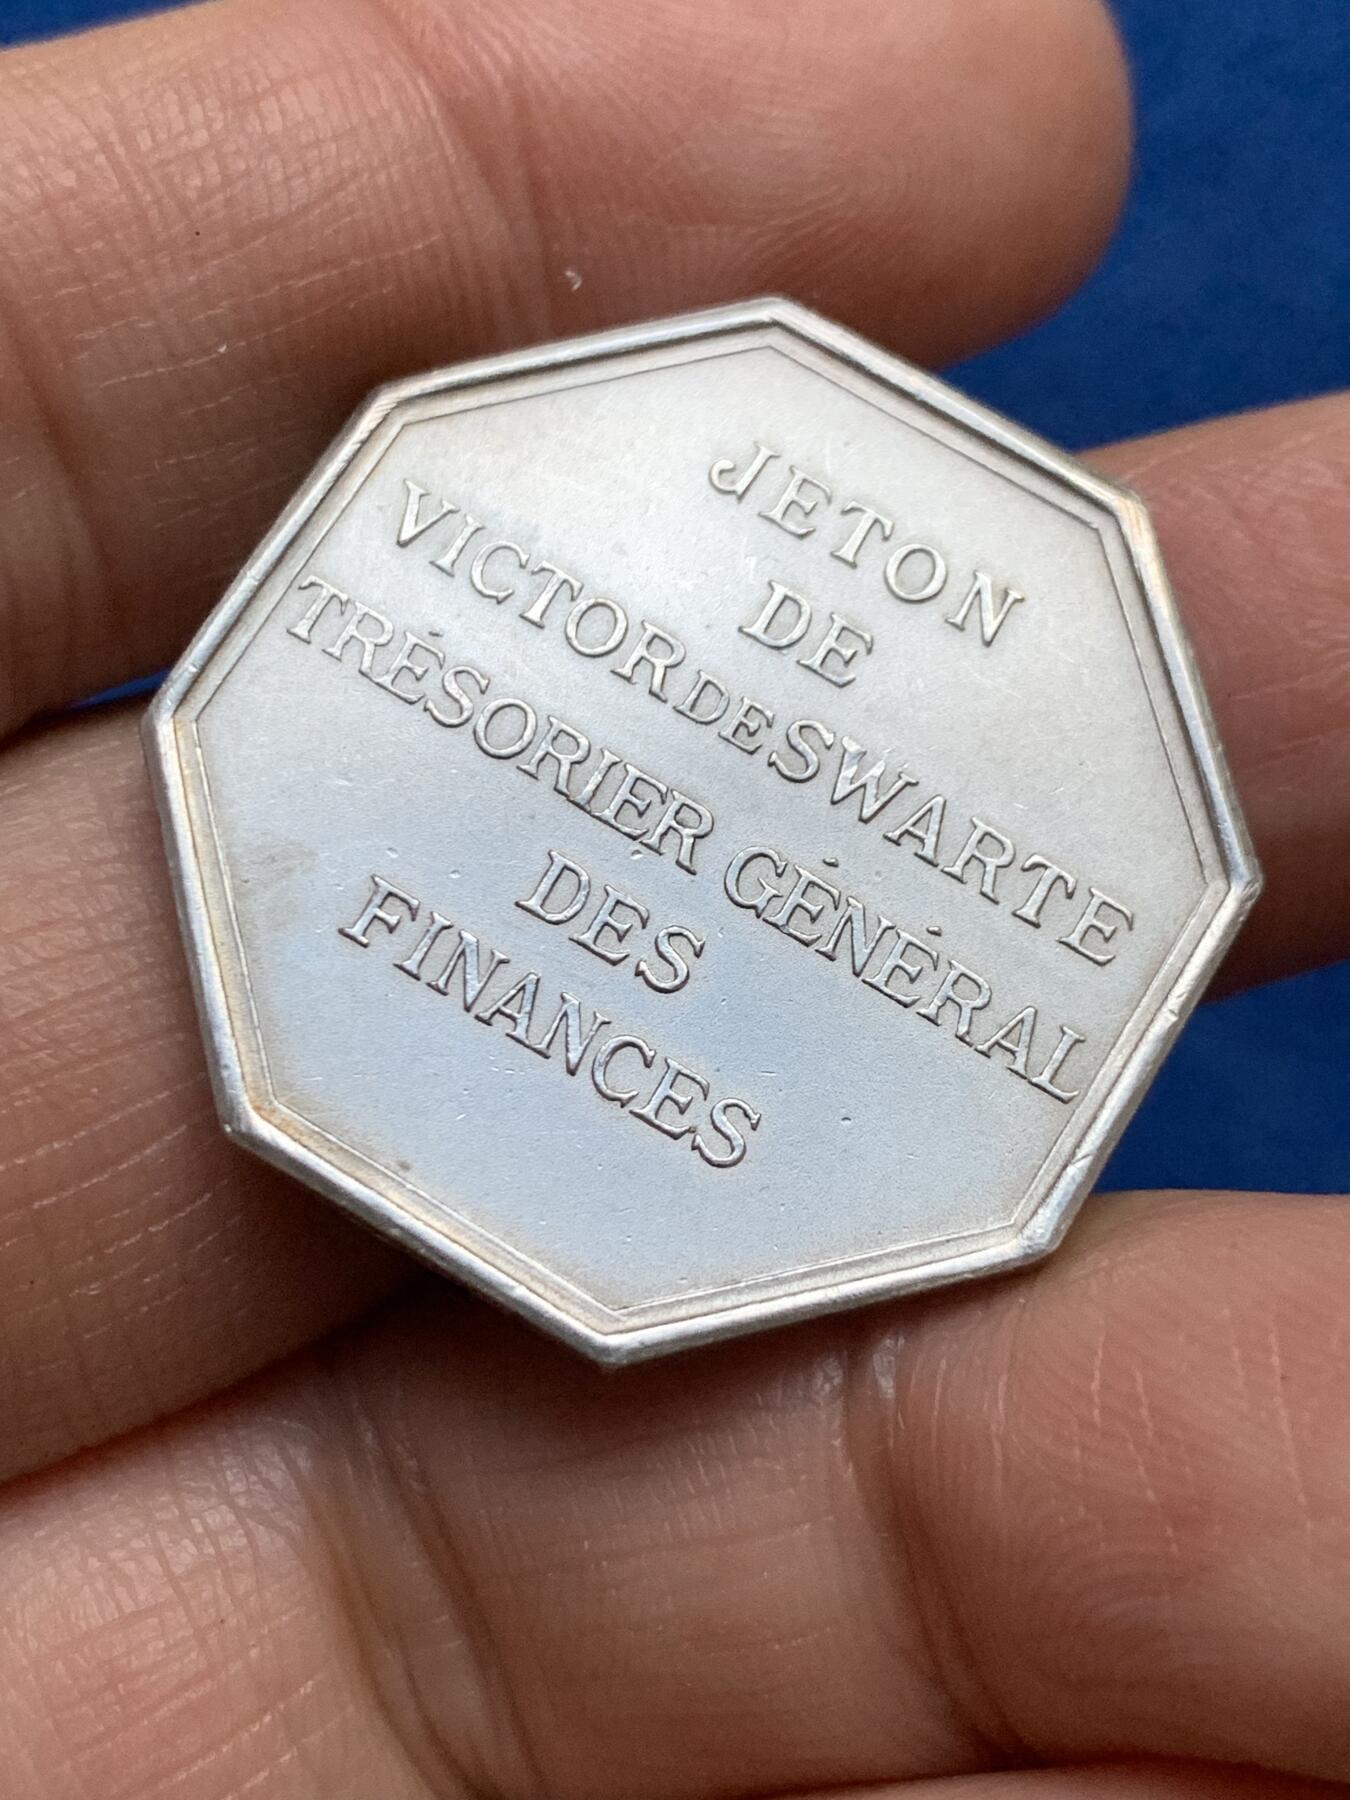 JETON
DE
VICTOR DE SWARTE
TRÉSORIER GÉNÉRAL
DES
FINANCES